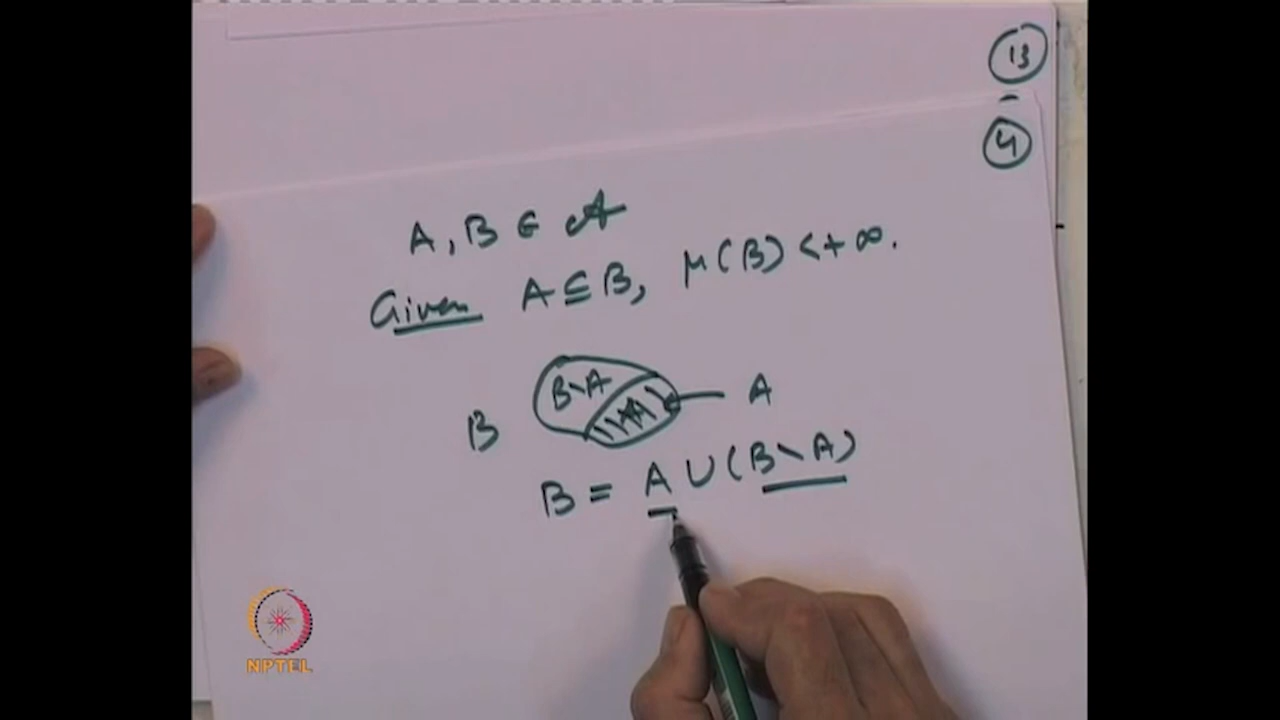 13
4
A, B ∈ 𝒜
Given A ⊆ B, μ(B) < +∞.
B∖A
A
A
B
B = A ∪ (B∖A)
NPTEL